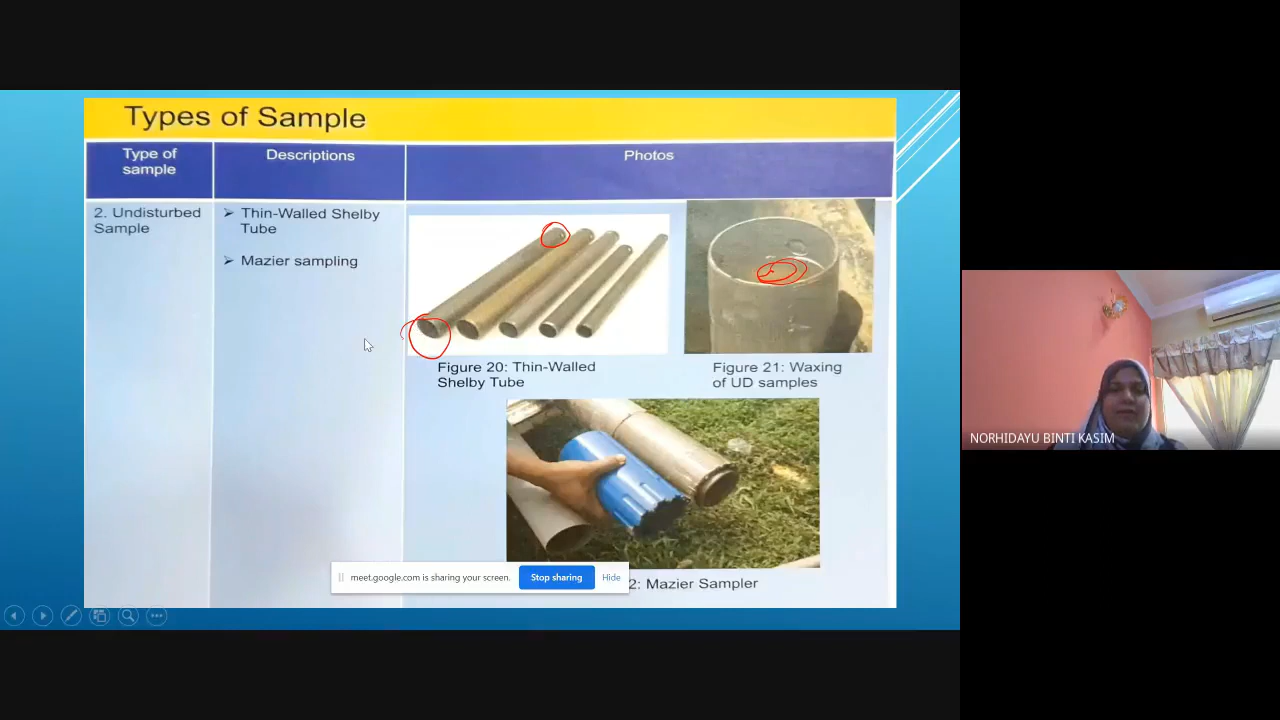 Types of Sample
Type of
sample
Descriptions
Photos
2. Undisturbed
Sample
➢ Thin-Walled Shelby
Tube
➢ Mazier sampling
Figure 20: Thin-Walled
Shelby Tube
Figure 21: Waxing
of UD samples
2: Mazier Sampler
meet.google.com is sharing your screen.
Stop sharing
Hide
NORHIDAYU BINTI KASIM